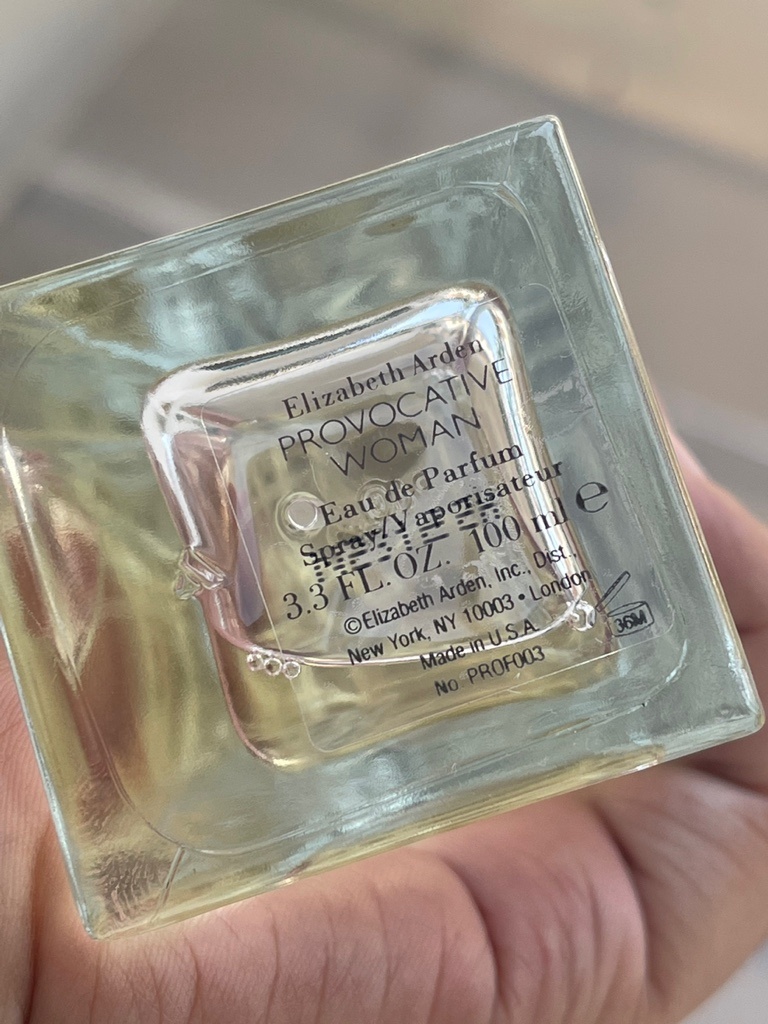 Elizabeth Arden
PROVOCATIVE
WOMAN
Eau de Parfum
Spray/Vaporisateur
3.3 FL. OZ. 100 ml e
©Elizabeth Arden, Inc., Dist.,
New York, NY 10003 • London
Made in U.S.A.
No PROF003
36M